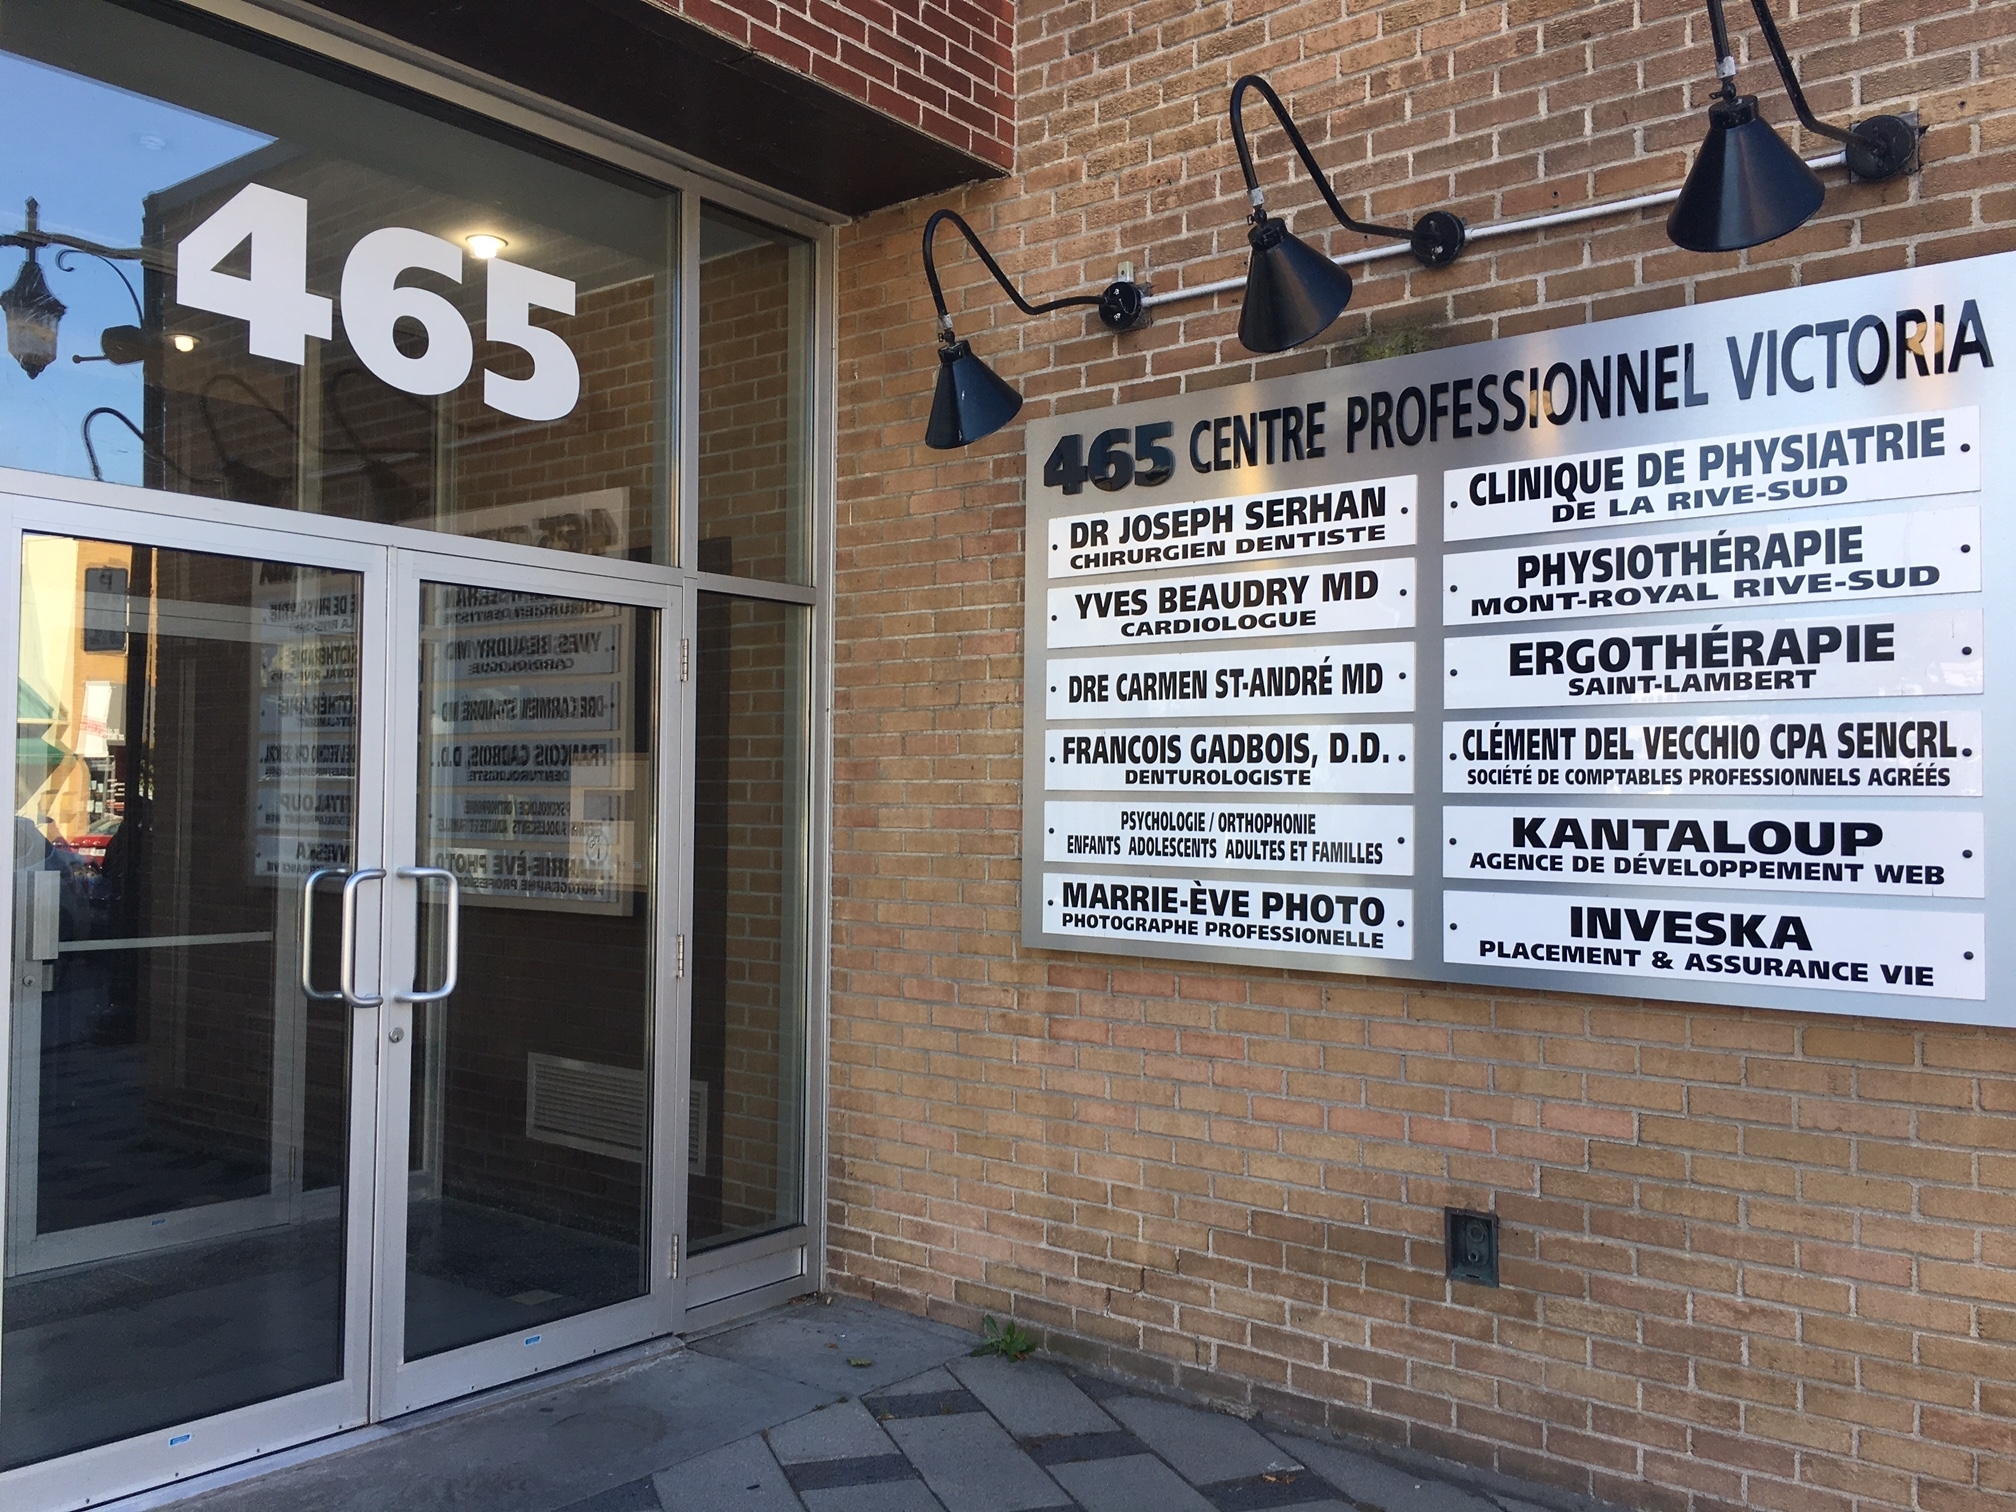 465
465 CENTRE PROFESSIONNEL VICTORIA
DR JOSEPH SERHAN
CHIRURGIEN DENTISTE
YVES BEAUDRY MD
CARDIOLOGUE
DRE CARMEN ST-ANDRÉ MD
FRANCOIS GADBOIS, D.D.
DENTUROLOGISTE
PSYCHOLOGIE / ORTHOPHONIE
ENFANTS ADOLESCENTS ADULTES ET FAMILLES
MARRIE-ÈVE PHOTO
PHOTOGRAPHE PROFESSIONELLE
CLINIQUE DE PHYSIATRIE
DE LA RIVE-SUD
PHYSIOTHÉRAPIE
MONT-ROYAL RIVE-SUD
ERGOTHÉRAPIE
SAINT-LAMBERT
CLÉMENT DEL VECCHIO CPA SENCRL
SOCIÉTÉ DE COMPTABLES PROFESSIONNELS AGRÉÉS
KANTALOUP
AGENCE DE DÉVELOPPEMENT WEB
INVESKA
PLACEMENT & ASSURANCE VIE